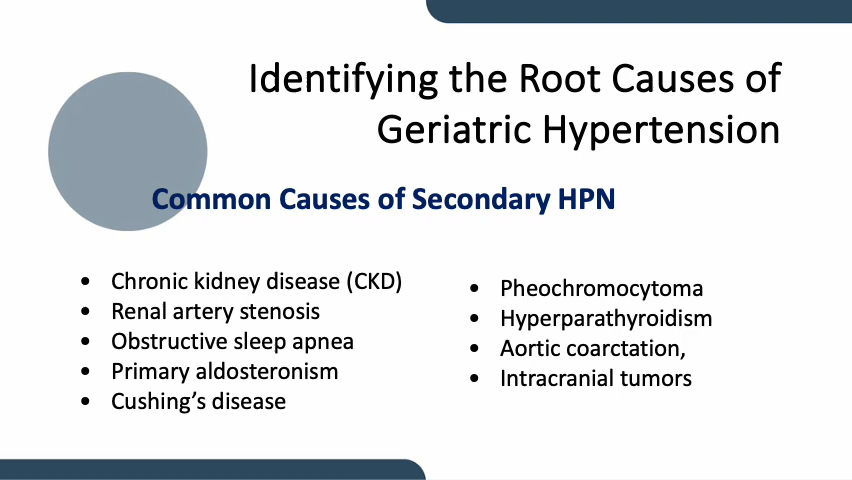 Identifying the Root Causes of
Geriatric Hypertension
Common Causes of Secondary HPN
• Chronic kidney disease (CKD)
• Renal artery stenosis
• Obstructive sleep apnea
• Primary aldosteronism
• Cushing’s disease
• Pheochromocytoma
• Hyperparathyroidism
• Aortic coarctation,
• Intracranial tumors